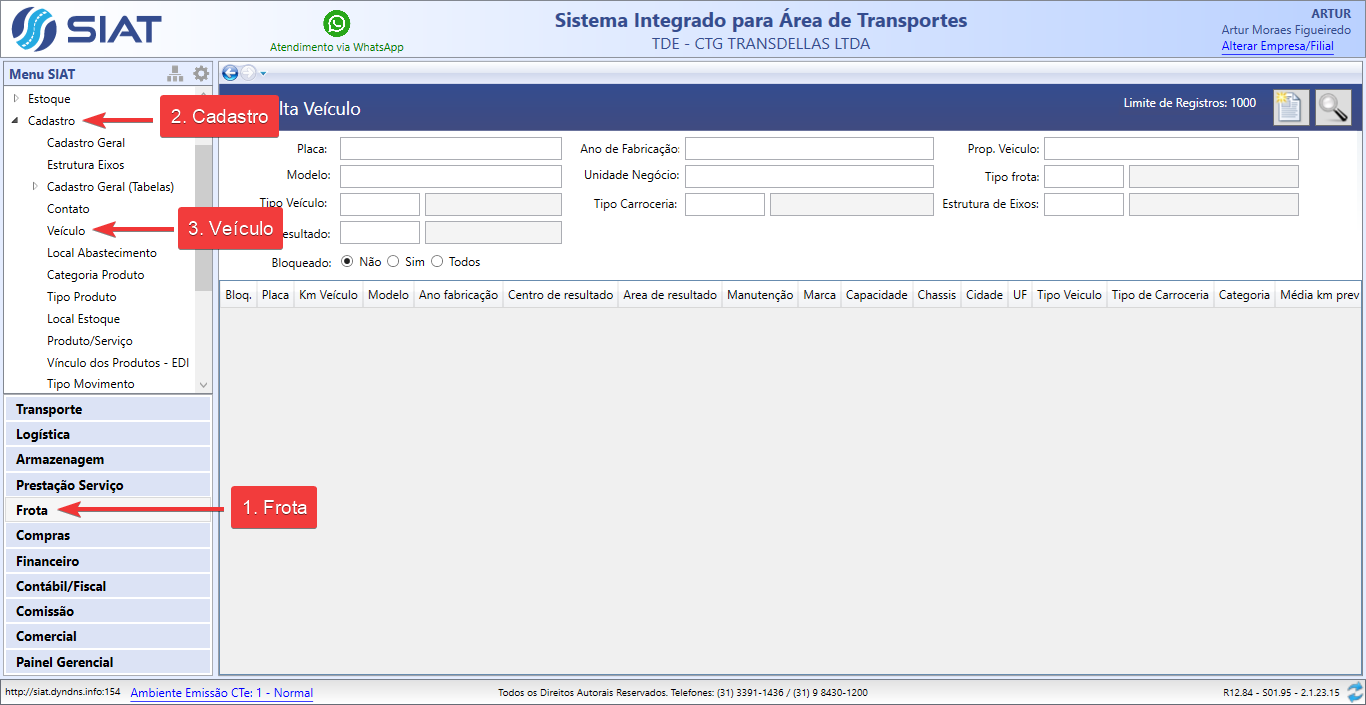 SIAT
Atendimento via WhatsApp
Sistema Integrado para Área de Transportes
TDE - CTG TRANSDELLAS LTDA
ARTUR
Artur Moraes Figueiredo
Alterar Empresa/Filial
Menu SIAT
Estoque
Cadastro
2. Cadastro
Cadastro Geral
Estrutura Eixos
Cadastro Geral (Tabelas)
Contato
Veículo
3. Veículo
Local Abastecimento
Categoria Produto
Tipo Produto
Local Estoque
Produto/Serviço
Vínculo dos Produtos - EDI
Tipo Movimento
Transporte
Logística
Armazenagem
Prestação Serviço
Frota
1. Frota
Compras
Financeiro
Contábil/Fiscal
Comissão
Comercial
Painel Gerencial
lta Veículo
Limite de Registros: 1000
Placa:
Ano de Fabricação:
Prop. Veiculo:
Modelo:
Unidade Negócio:
Tipo frota:
Tipo Veículo:
Tipo Carroceria:
Estrutura de Eixos:
esultado:
Bloqueado: Não Sim Todos
Bloq. Placa Km Veículo Modelo Ano fabricação Centro de resultado Area de resultado Manutenção Marca Capacidade Chassis Cidade UF Tipo Veiculo Tipo de Carroceria Categoria Média km prev
http://siat.dyndns.info:154
Ambiente Emissão CTe: 1 - Normal
Todos os Direitos Autorais Reservados. Telefones: (31) 3391-1436 / (31) 9 8430-1200
R12.84 - S01.95 - 2.1.23.15